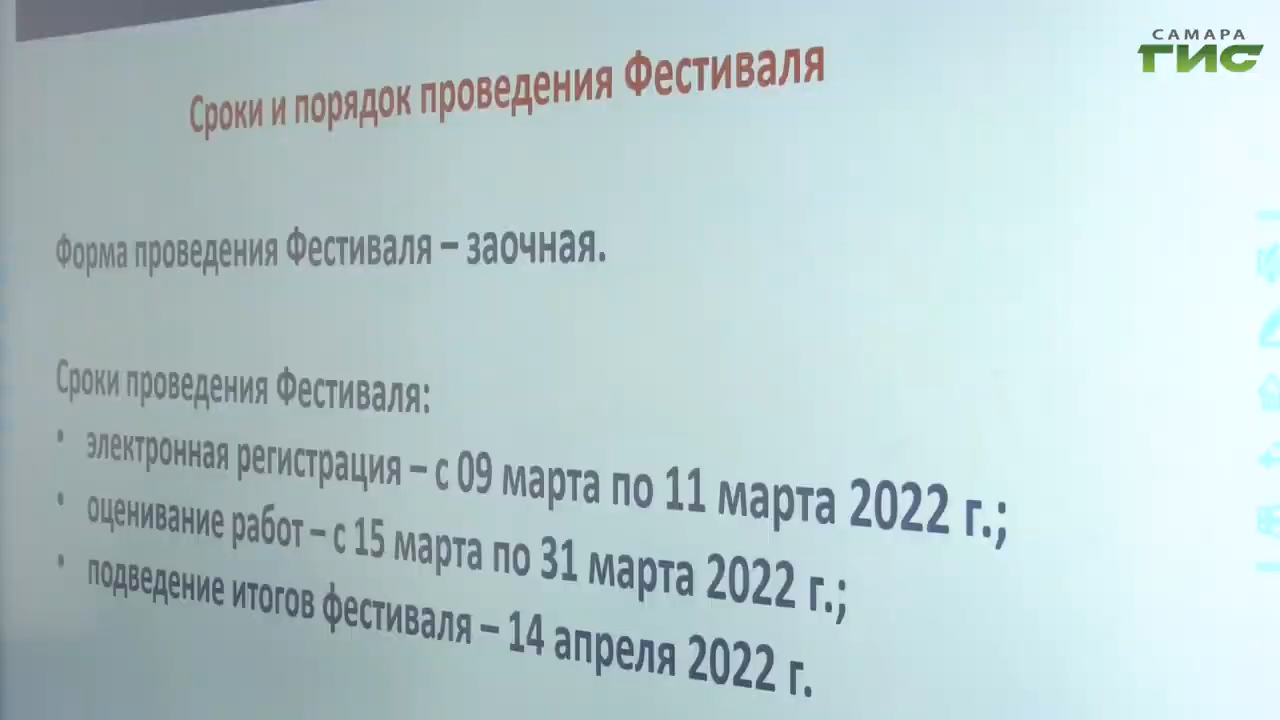 САМАРА
ГИС
Сроки и порядок проведения Фестиваля
Форма проведения Фестиваля – заочная.
Сроки проведения Фестиваля:
• электронная регистрация – с 09 марта по 11 марта 2022 г.;
• оценивание работ – с 15 марта по 31 марта 2022 г.;
• подведение итогов фестиваля – 14 апреля 2022 г.